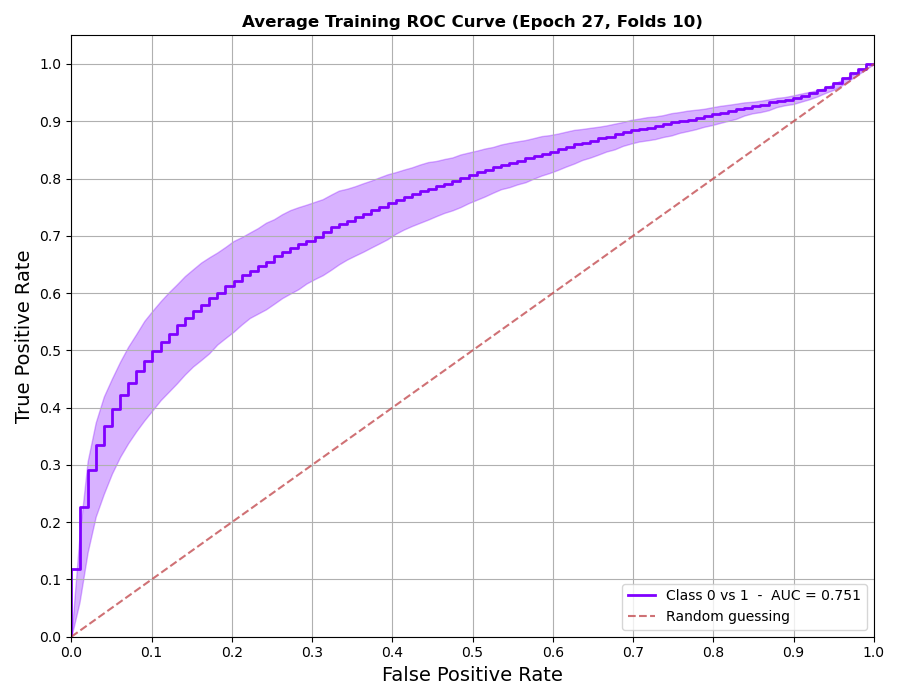 Average Training ROC Curve (Epoch 27, Folds 10)
True Positive Rate
1.0
0.9
0.8
0.7
0.6
0.5
0.4
0.3
0.2
0.1
0.0
Class 0 vs 1 - AUC = 0.751
Random guessing
0.0 0.1 0.2 0.3 0.4 0.5 0.6 0.7 0.8 0.9 1.0
False Positive Rate